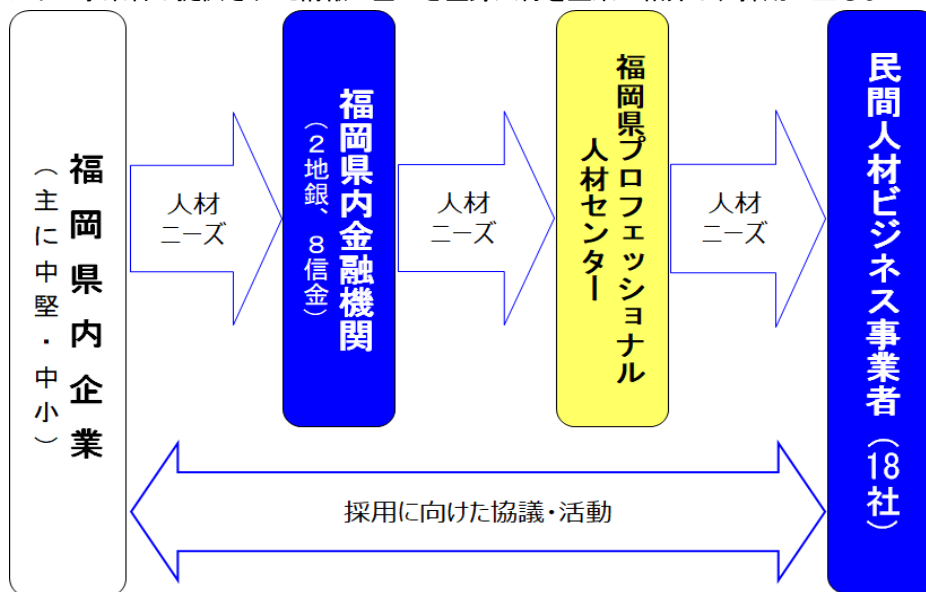 福岡県内企業
（主に中堅・中小）
人材
ニーズ
福岡県内金融機関
（２地銀、８信金）
人材
ニーズ
福岡県プロフェッショナル
人材センター
人材
ニーズ
民間人材ビジネス事業者（18社）
採用に向けた協議・活動